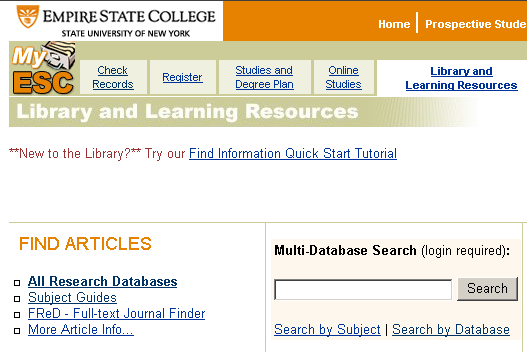 EMPIRE STATE COLLEGE
STATE UNIVERSITY OF NEW YORK
Home | Prospective Stude
My
ESC
Check
Records
Register
Studies and
Degree Plan
Online
Studies
Library and
Learning Resources
Library and Learning Resources
**New to the Library?** Try our Find Information Quick Start Tutorial
FIND ARTICLES
All Research Databases
Subject Guides
FReD - Full-text Journal Finder
More Article Info...
Multi-Database Search (login required):
Search
Search by Subject | Search by Database